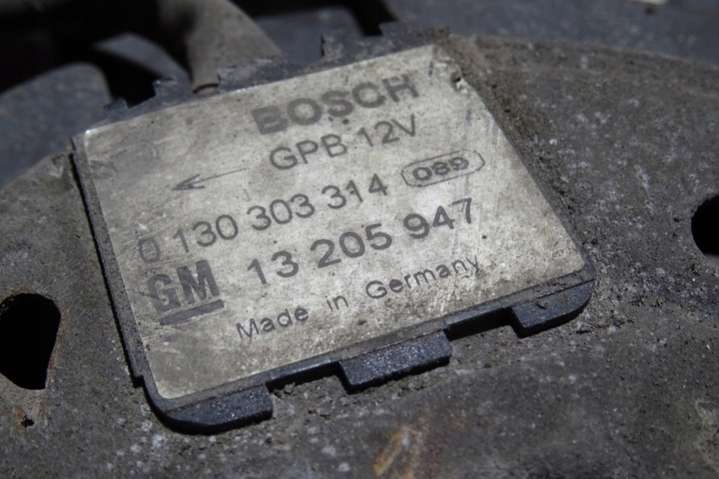 BOSCH
GPB 12V
0 130 303 314 089
GM 13 205 947
Made in Germany